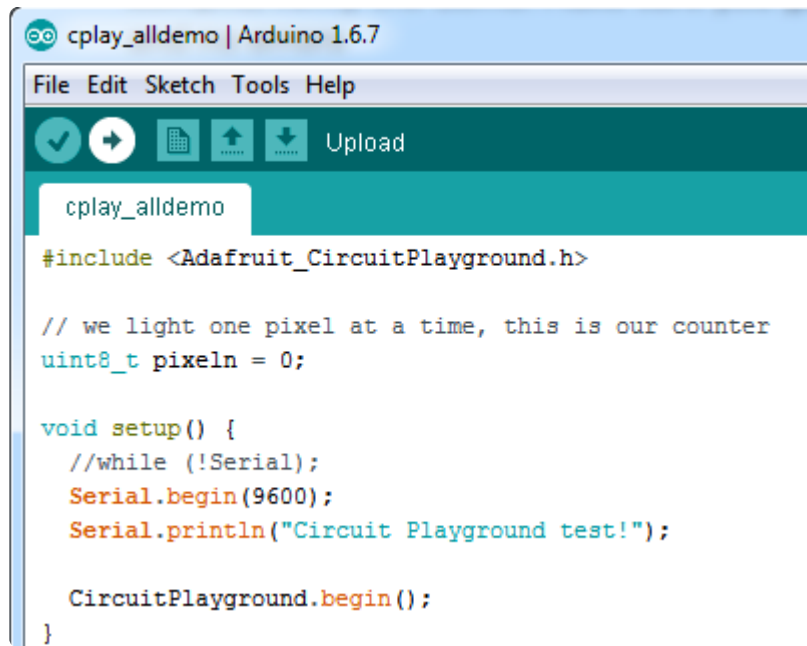 cplay_alldemo | Arduino 1.6.7
File Edit Sketch Tools Help
Upload
cplay_alldemo
#include <Adafruit_CircuitPlayground.h>

// we light one pixel at a time, this is our counter
uint8_t pixeln = 0;

void setup() {
  //while (!Serial);
  Serial.begin(9600);
  Serial.println("Circuit Playground test!");

  CircuitPlayground.begin();
}